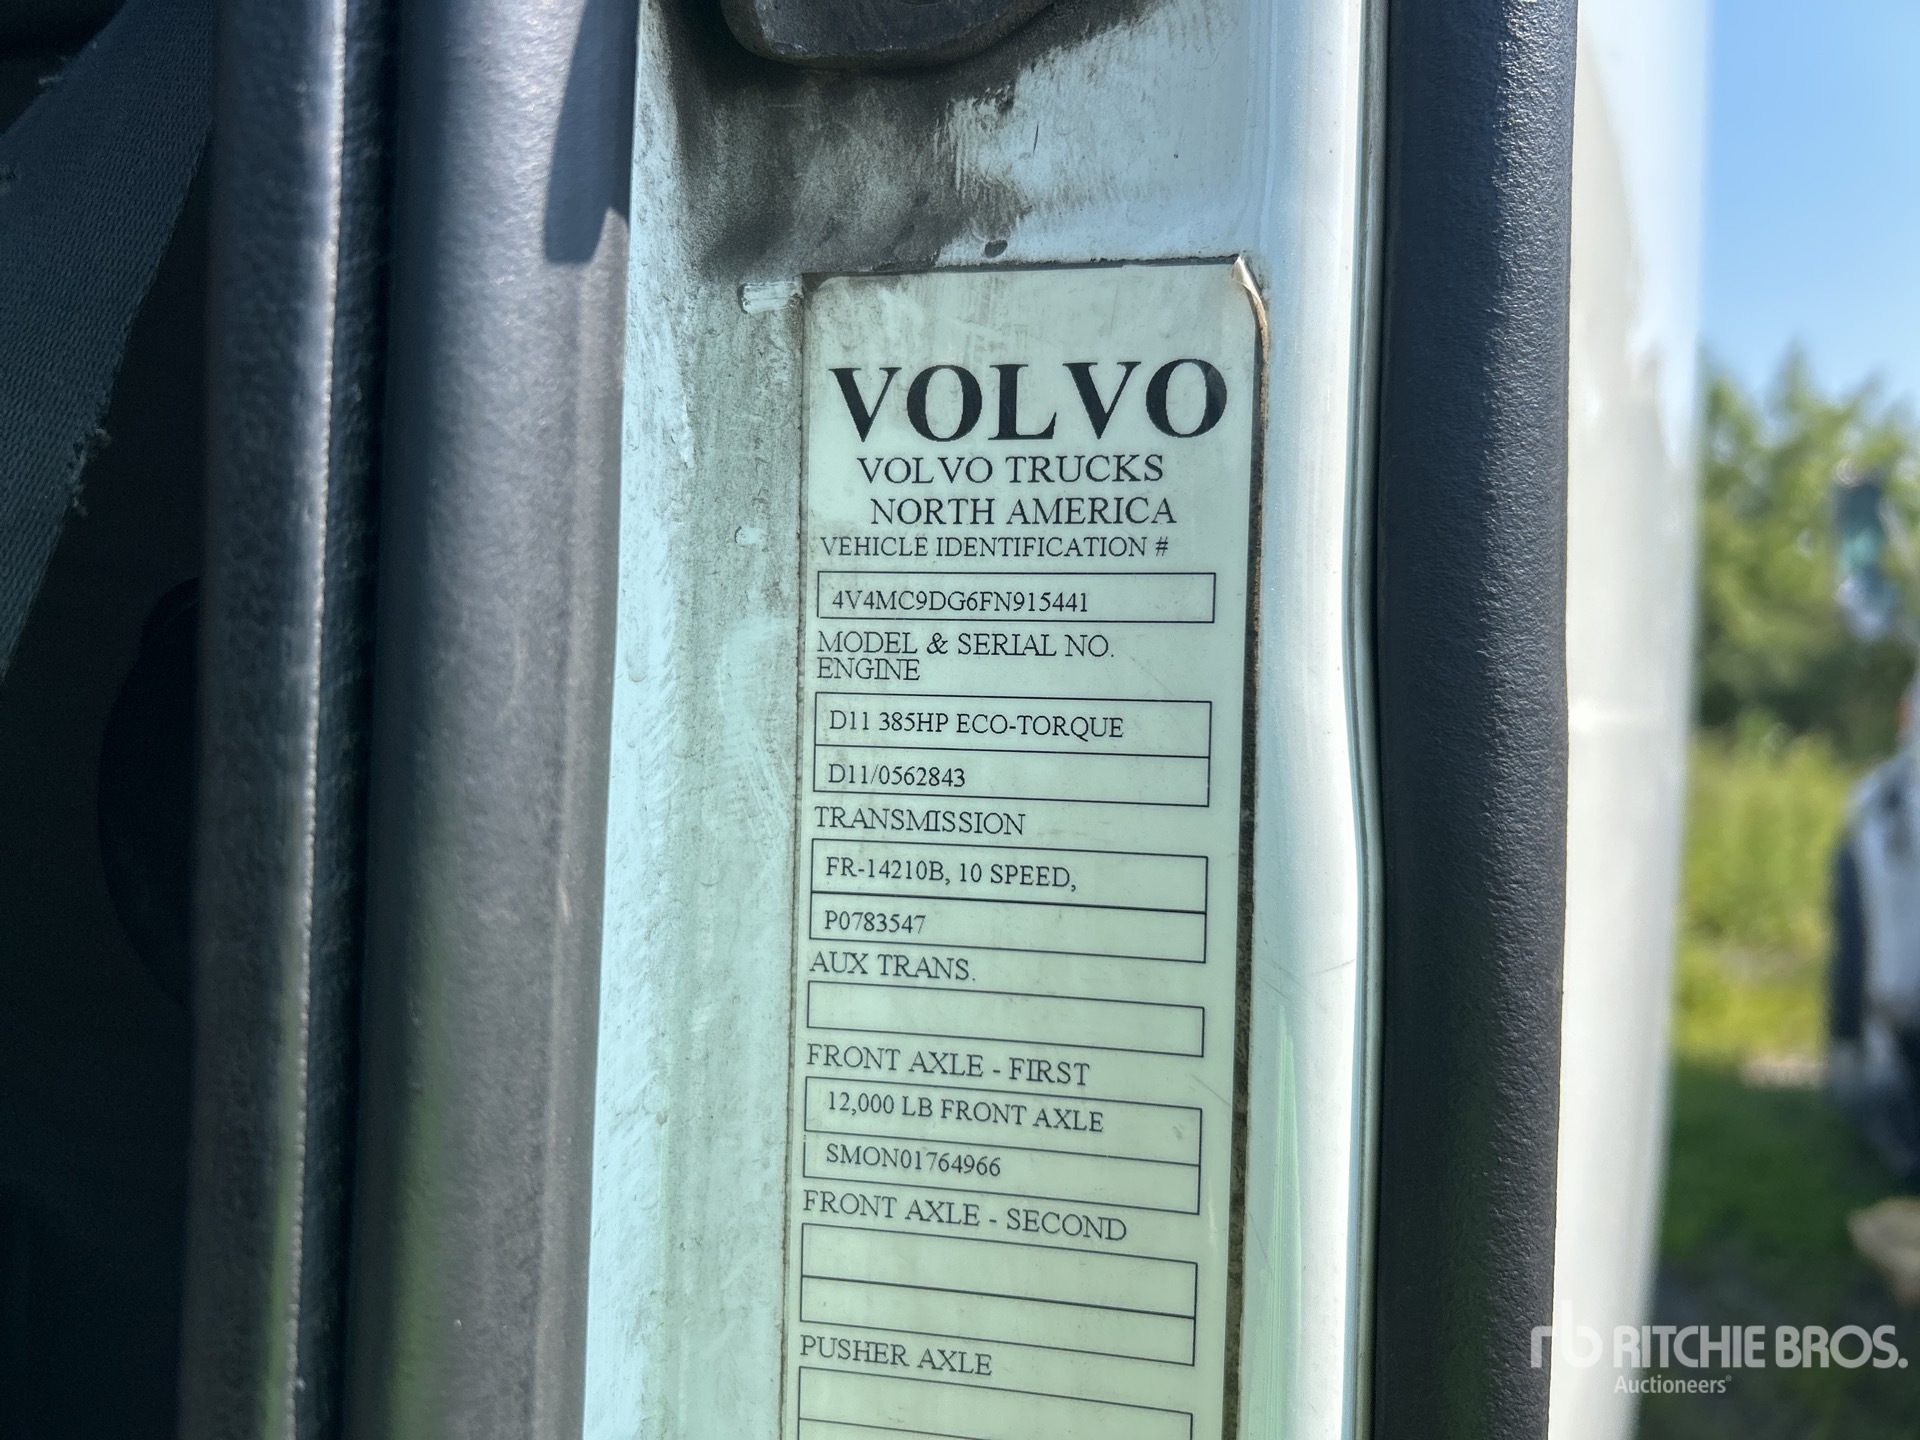 VOLVO
VOLVO TRUCKS
NORTH AMERICA
VEHICLE IDENTIFICATION #
4V4MC9DG6FN915441
MODEL & SERIAL NO.
ENGINE
D11 385HP ECO-TORQUE
D11/0562843
TRANSMISSION
FR-14210B, 10 SPEED,
P0783547
AUX TRANS.
FRONT AXLE - FIRST
12,000 LB FRONT AXLE
SMON01764966
FRONT AXLE - SECOND
PUSHER AXLE
rb RITCHIE BROS.
Auctioneers®